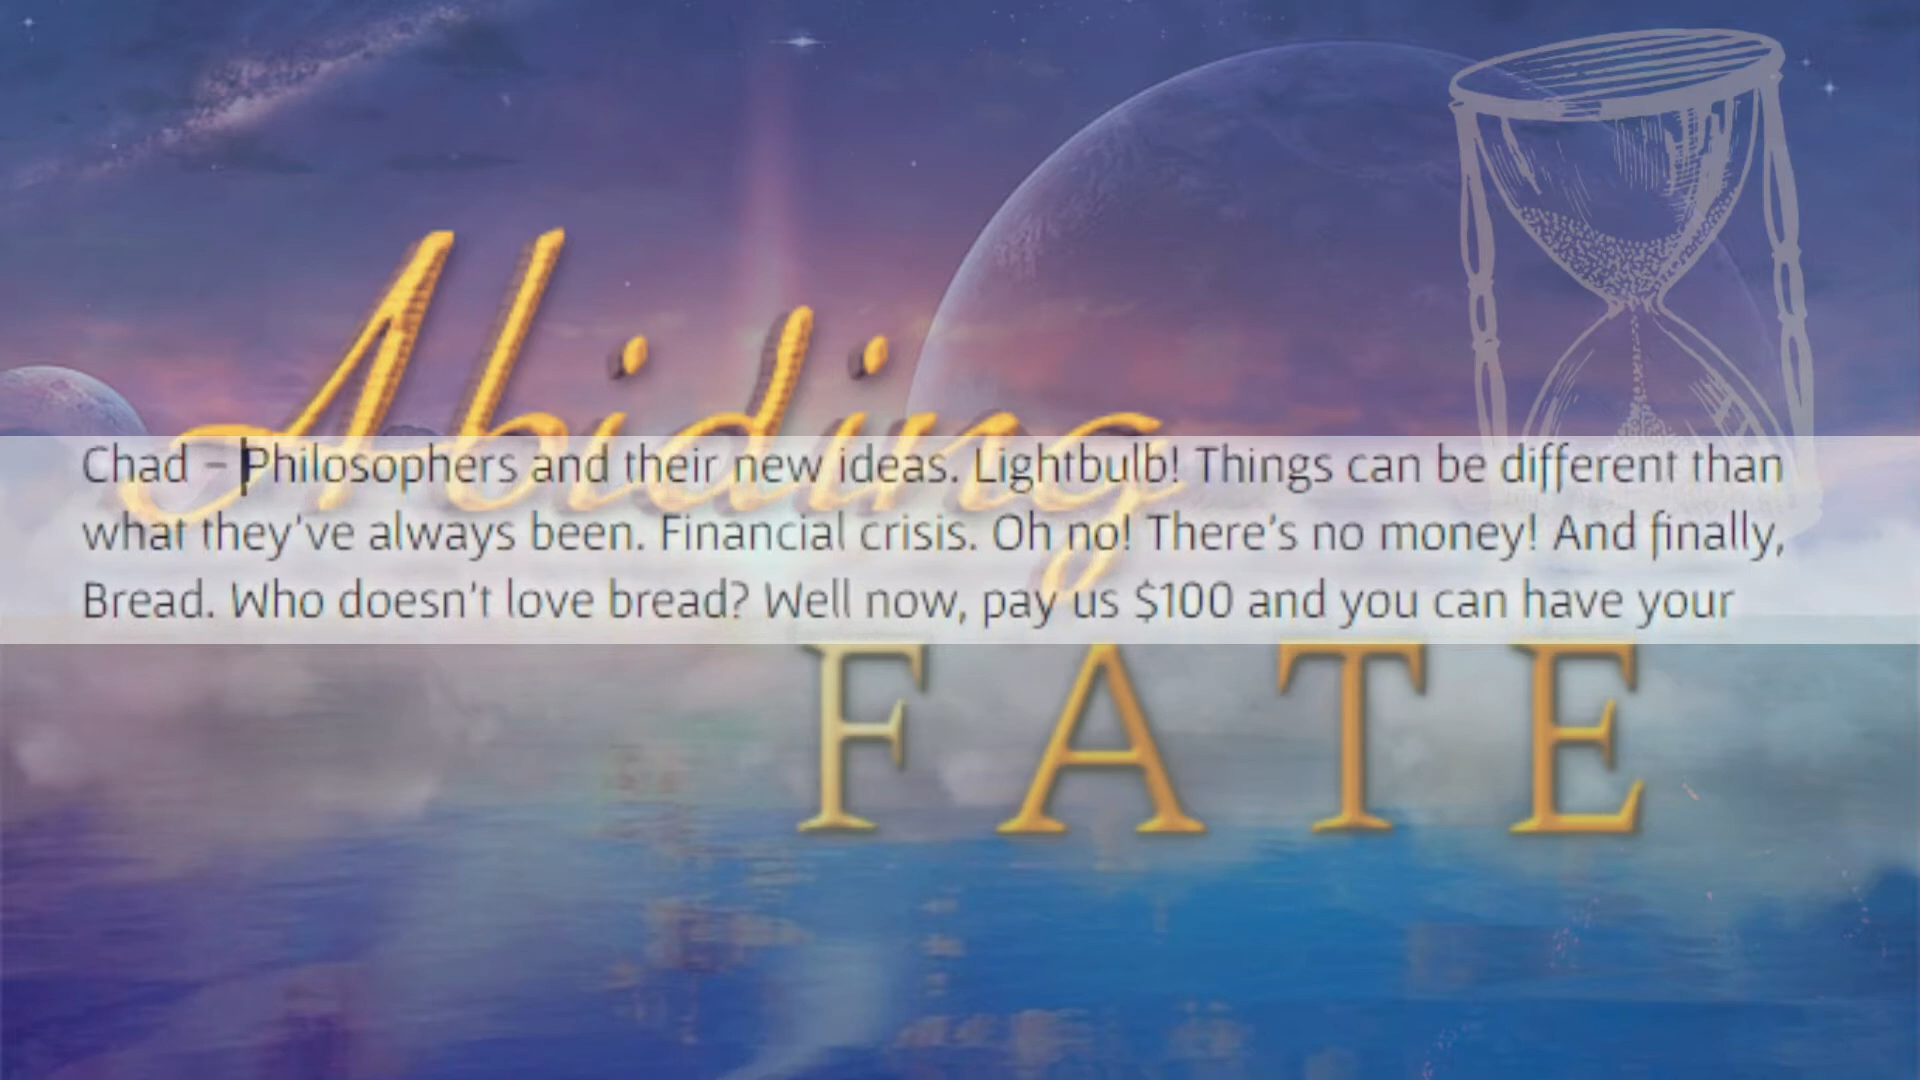 Abiding
Chad – Philosophers and their new ideas. Lightbulb! Things can be different than
what they've always been. Financial crisis. Oh no! There's no money! And finally,
Bread. Who doesn't love bread? Well now, pay us $100 and you can have your
FATE